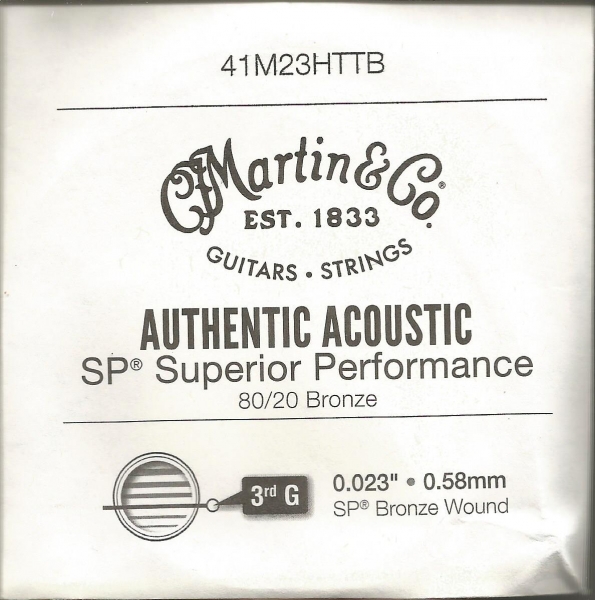 41M23HTTB
CFMartin & Co.®
EST. 1833
GUITARS • STRINGS
AUTHENTIC ACOUSTIC
SP® Superior Performance
80/20 Bronze
3rd G
0.023" • 0.58mm
SP® Bronze Wound